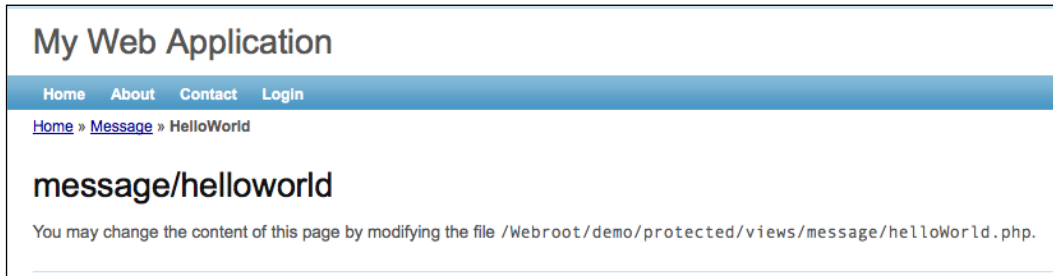 My Web Application
Home About Contact Login
Home » Message » HelloWorld
message/helloworld
You may change the content of this page by modifying the file /Webroot/demo/protected/views/message/helloWorld.php.